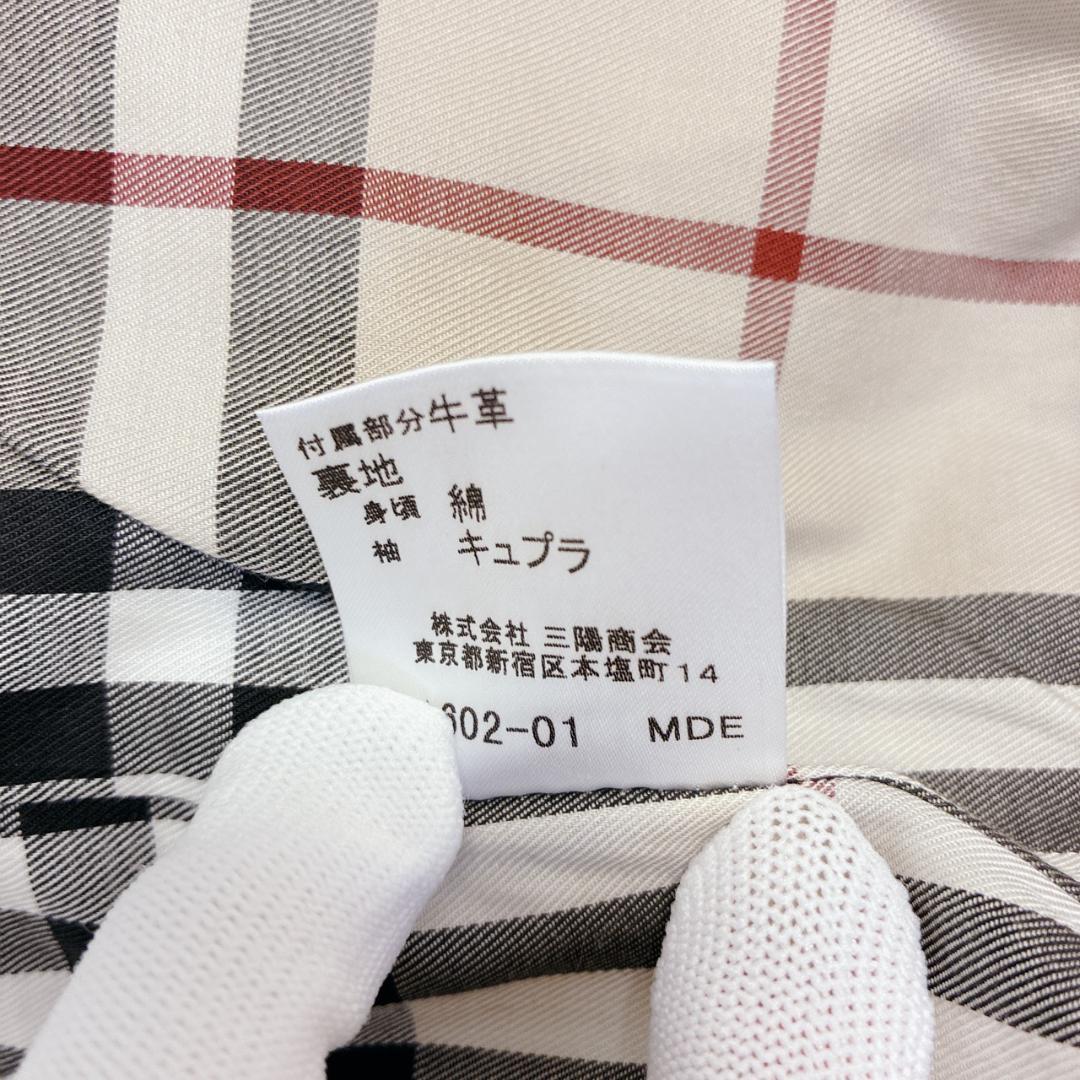 付属部分牛革
裏地
身頃 綿
袖 キュプラ
株式会社 三陽商会
東京都新宿区本塩町14
602-01 MDE